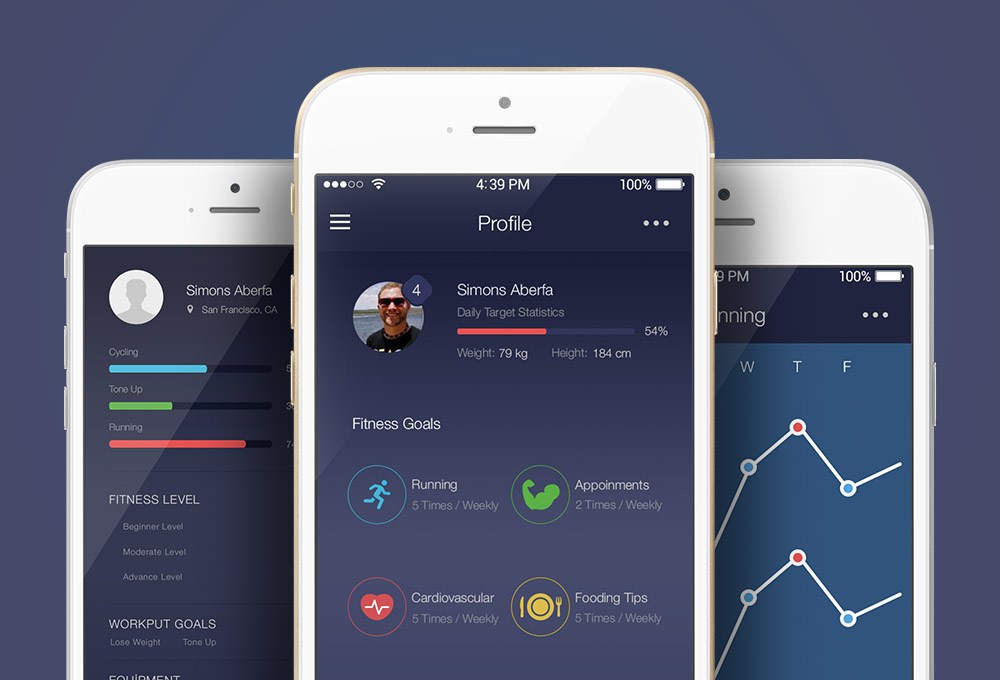 Simons Aberfa
San Francisco, CA
Cycling
Tone Up
Running
FITNESS LEVEL
Beginner Level
Moderate Level
Advance Level
WORKPUT GOALS
Lose Weight Tone Up
EQUIPMENT
4:39 PM 100%
Profile
4
Simons Aberfa
Daily Target Statistics
54%
Weight: 79 kg Height: 184 cm
Fitness Goals
Running
5 Times / Weekly
Appoinments
2 Times / Weekly
Cardiovascular
5 Times / Weekly
Fooding Tips
5 Times / Weekly
9 PM 100%
nning
W T F